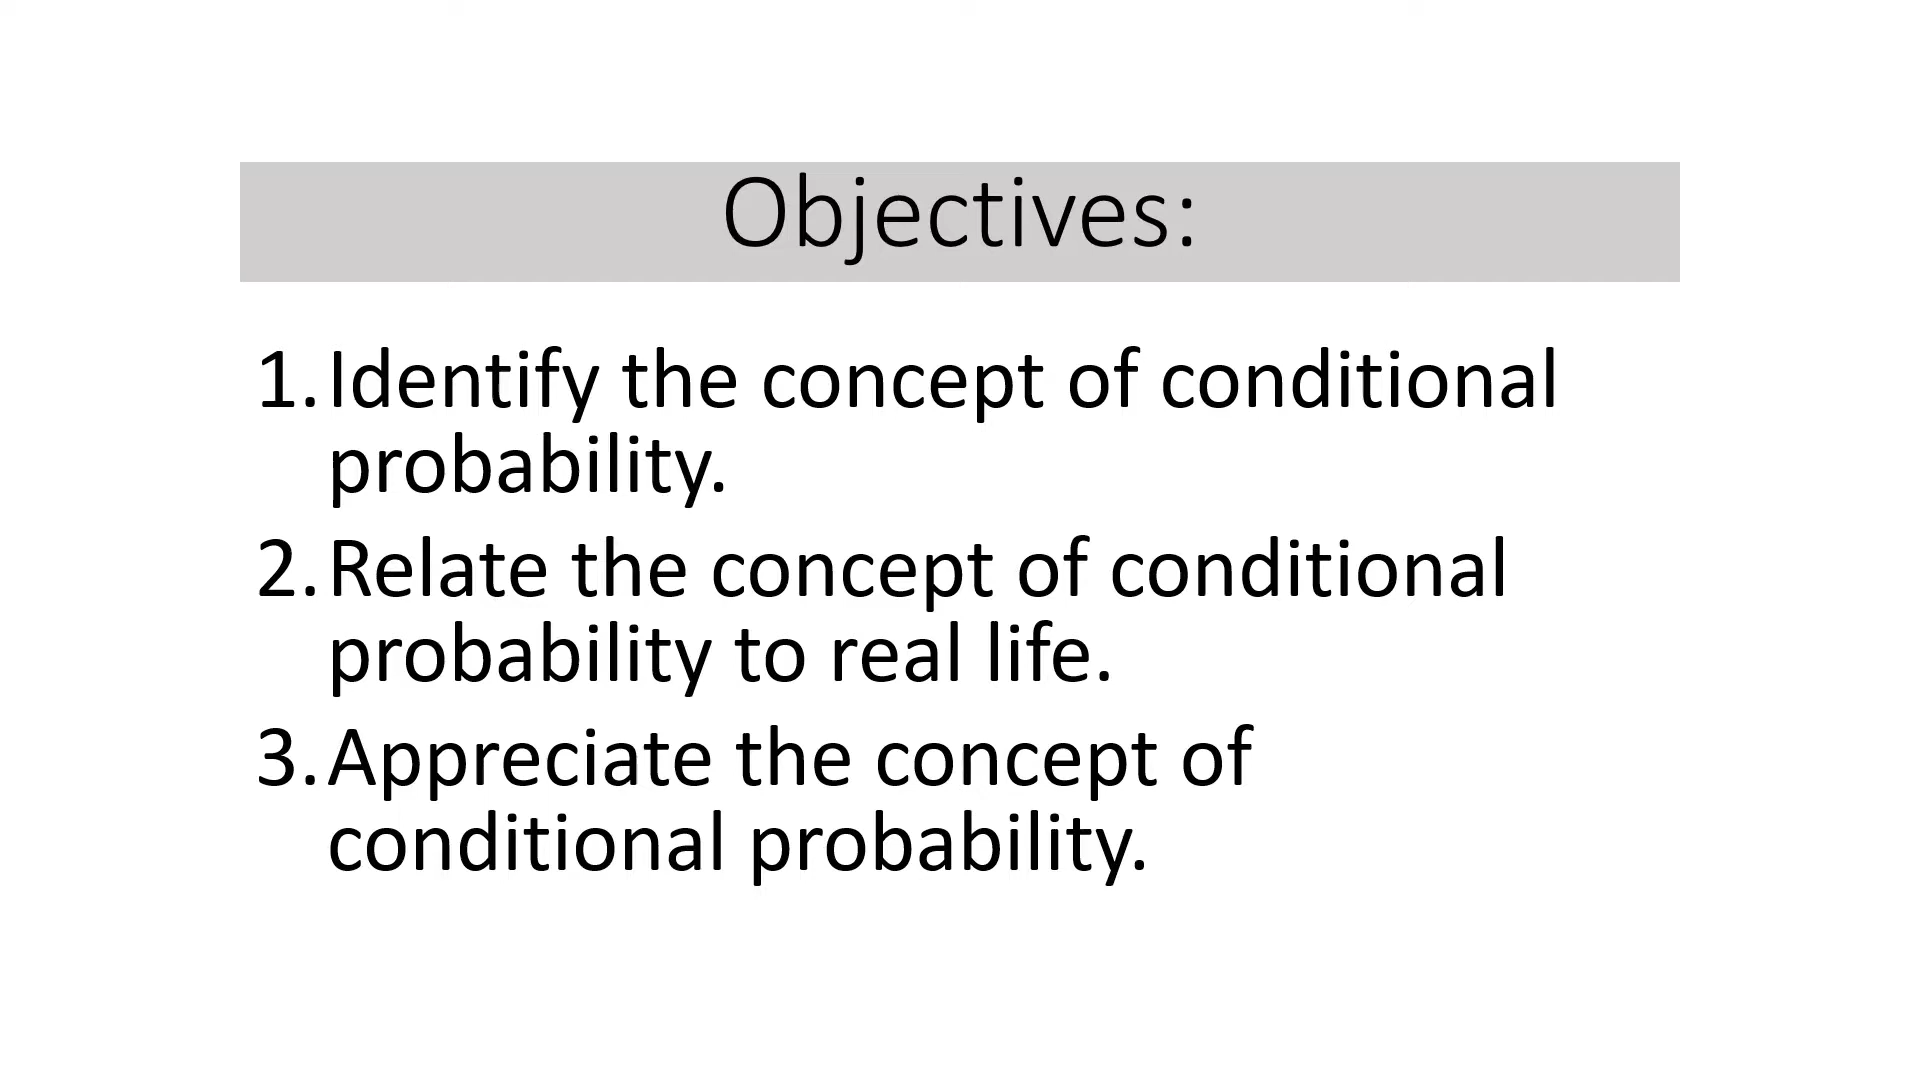 Objectives:
1. Identify the concept of conditional
probability.
2. Relate the concept of conditional
probability to real life.
3. Appreciate the concept of
conditional probability.